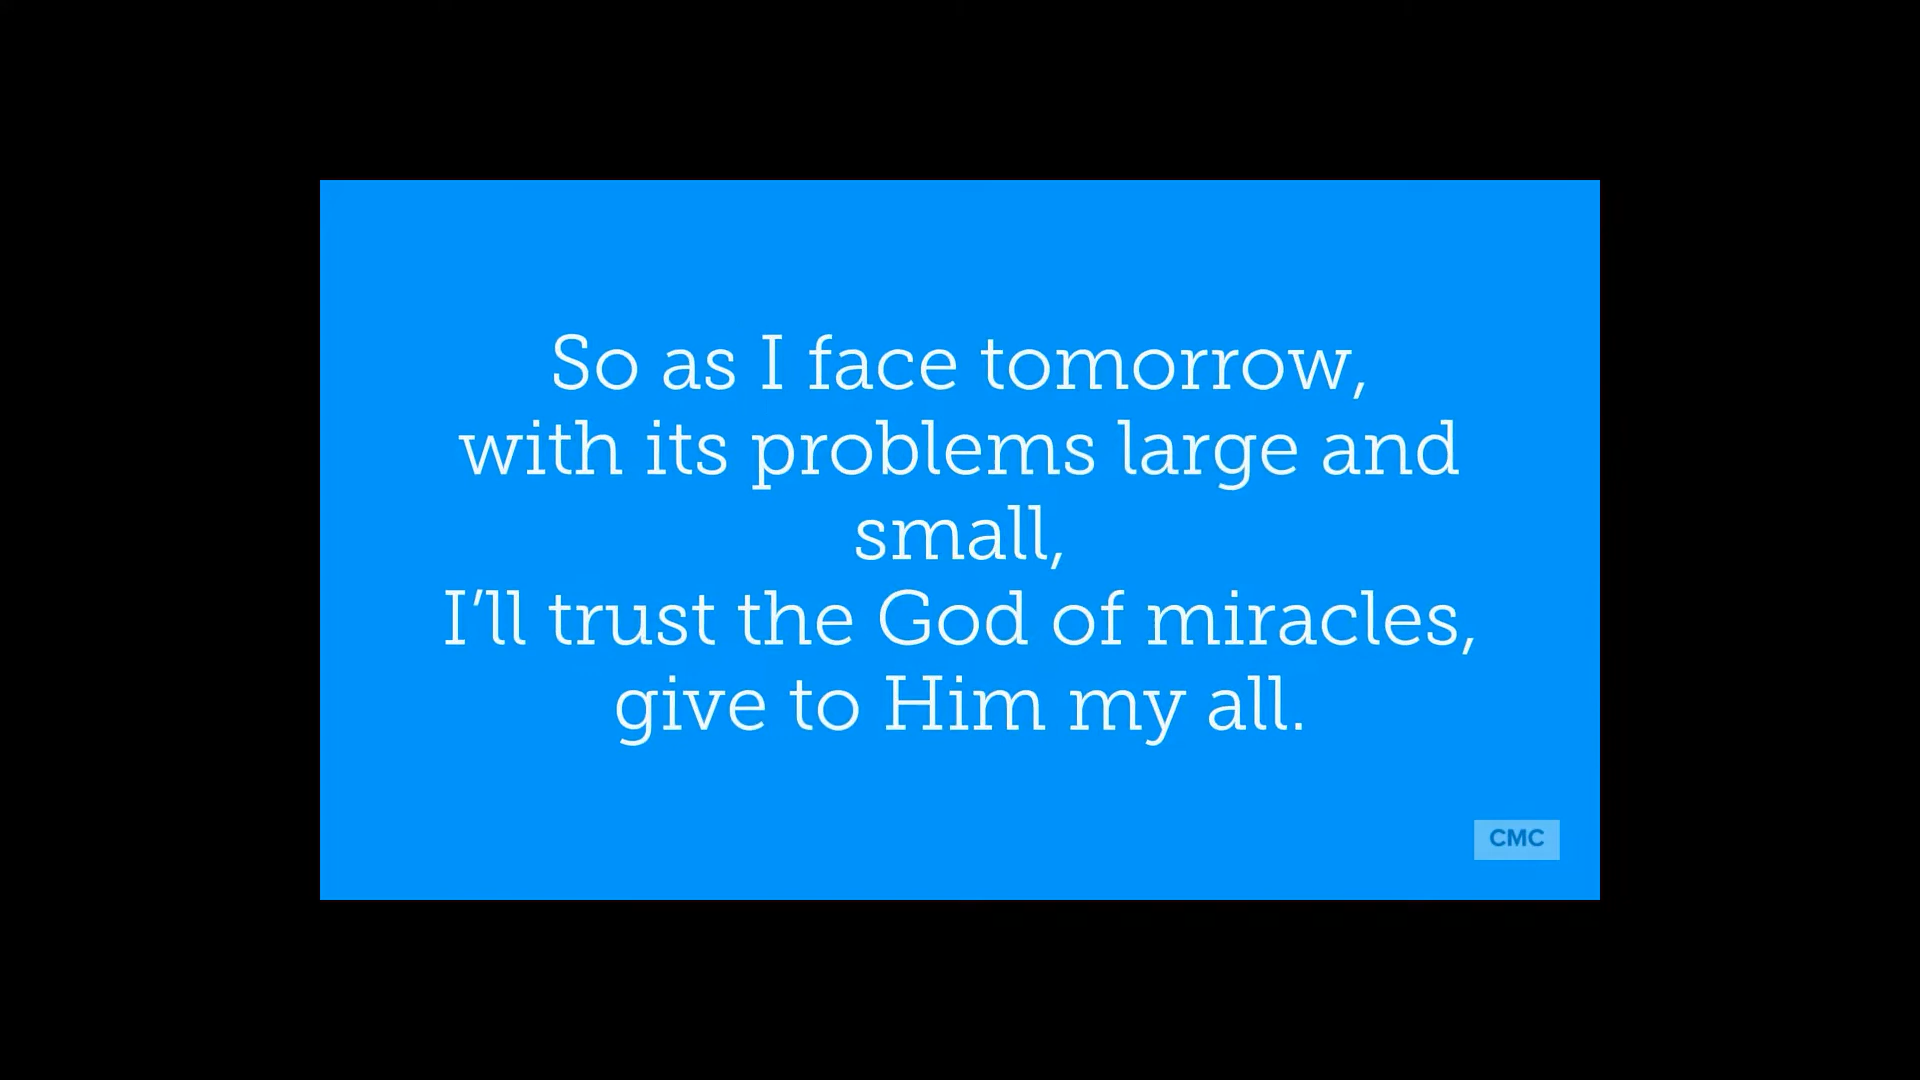 So as I face tomorrow,
with its problems large and
small,
I’ll trust the God of miracles,
give to Him my all.
CMC